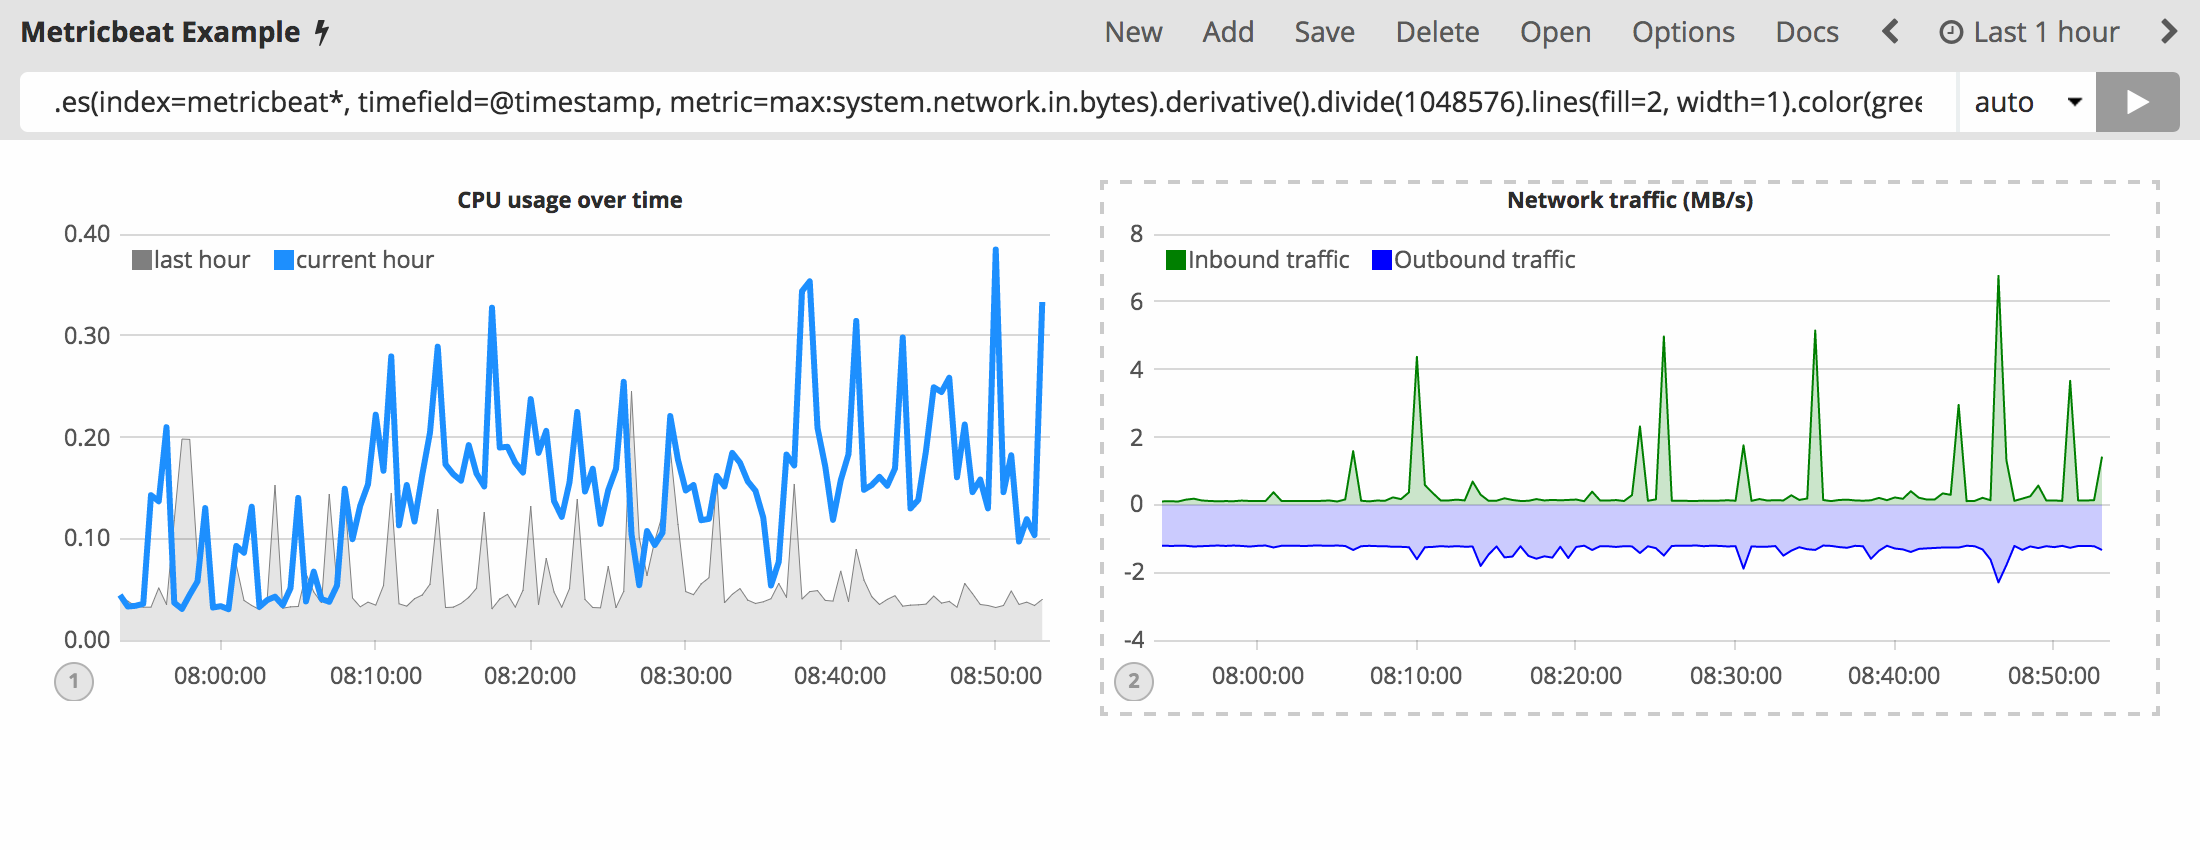 Metricbeat Example New Add Save Delete Open Options Docs Last 1 hour
.es(index=metricbeat*, timefield=@timestamp, metric=max:system.network.in.bytes).derivative().divide(1048576).lines(fill=2, width=1).color(gree auto
CPU usage over time
0.40
last hour current hour
0.30
0.20
0.10
0.00
08:00:00 08:10:00 08:20:00 08:30:00 08:40:00 08:50:00
1
Network traffic (MB/s)
8
Inbound traffic Outbound traffic
6
4
2
0
-2
-4
08:00:00 08:10:00 08:20:00 08:30:00 08:40:00 08:50:00
2